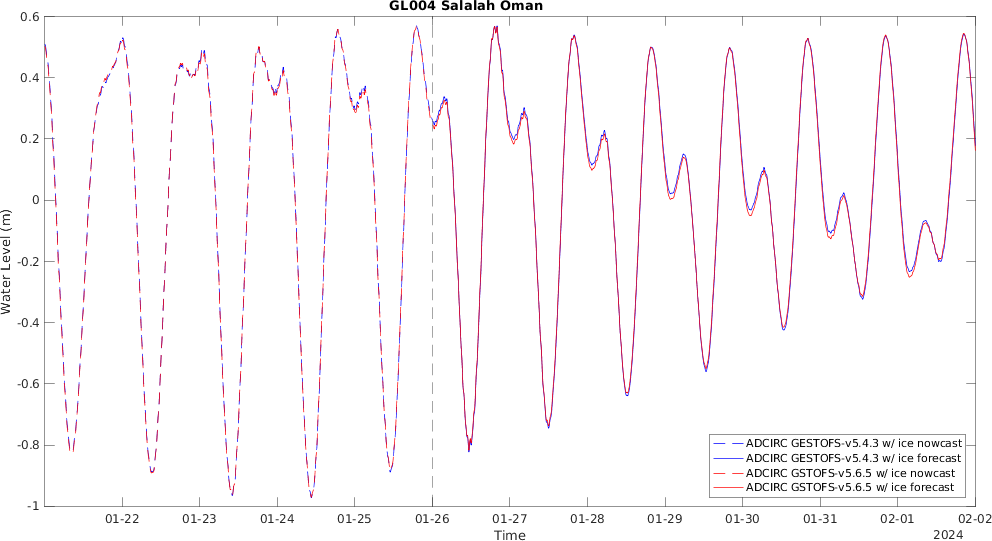 GL004 Salalah Oman
0.6
0.4
0.2
0
-0.2
-0.4
-0.6
-0.8
-1
Water Level (m)
ADCIRC GESTOFS-v5.4.3 w/ ice nowcast
ADCIRC GESTOFS-v5.4.3 w/ ice forecast
ADCIRC GSTOFS-v5.6.5 w/ ice nowcast
ADCIRC GSTOFS-v5.6.5 w/ ice forecast
01-22 01-23 01-24 01-25 01-26 01-27 01-28 01-29 01-30 01-31 02-01 02-02
Time
2024